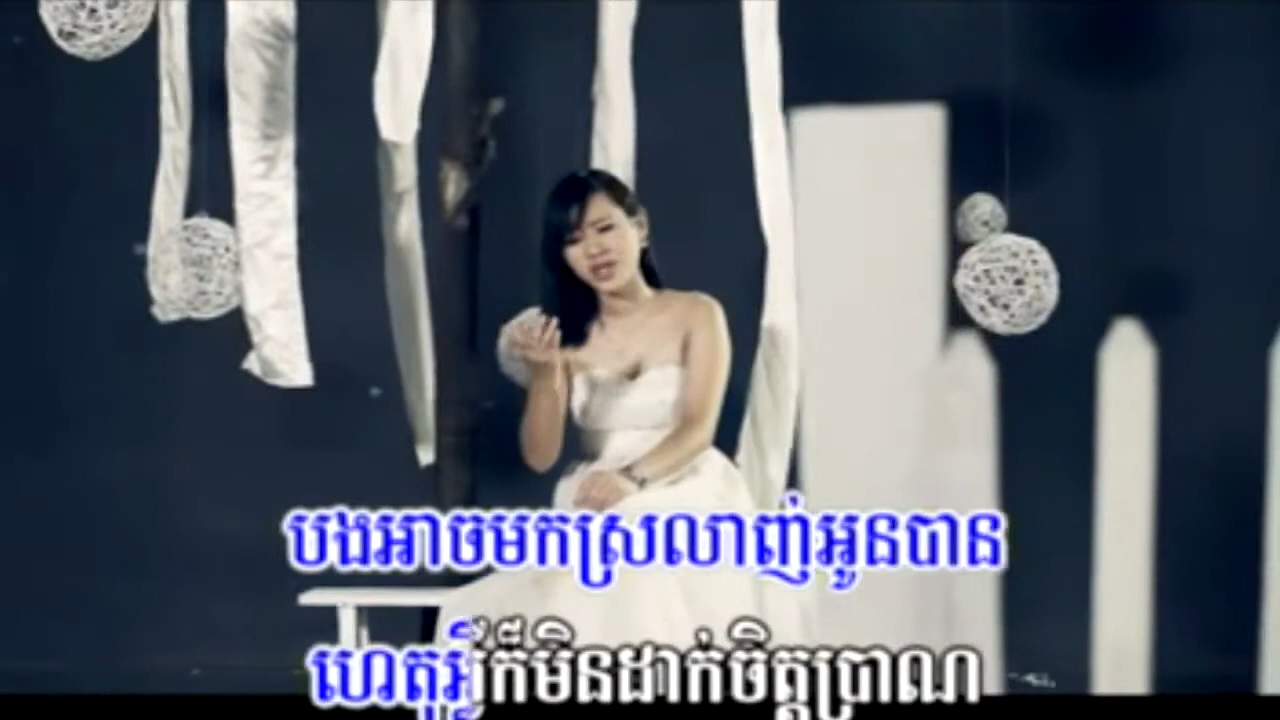 បងអាចមកស្រលាញ់អូនបាន
ហេតុអ្វីក៏មិនដាក់ចិត្តប្រាណ